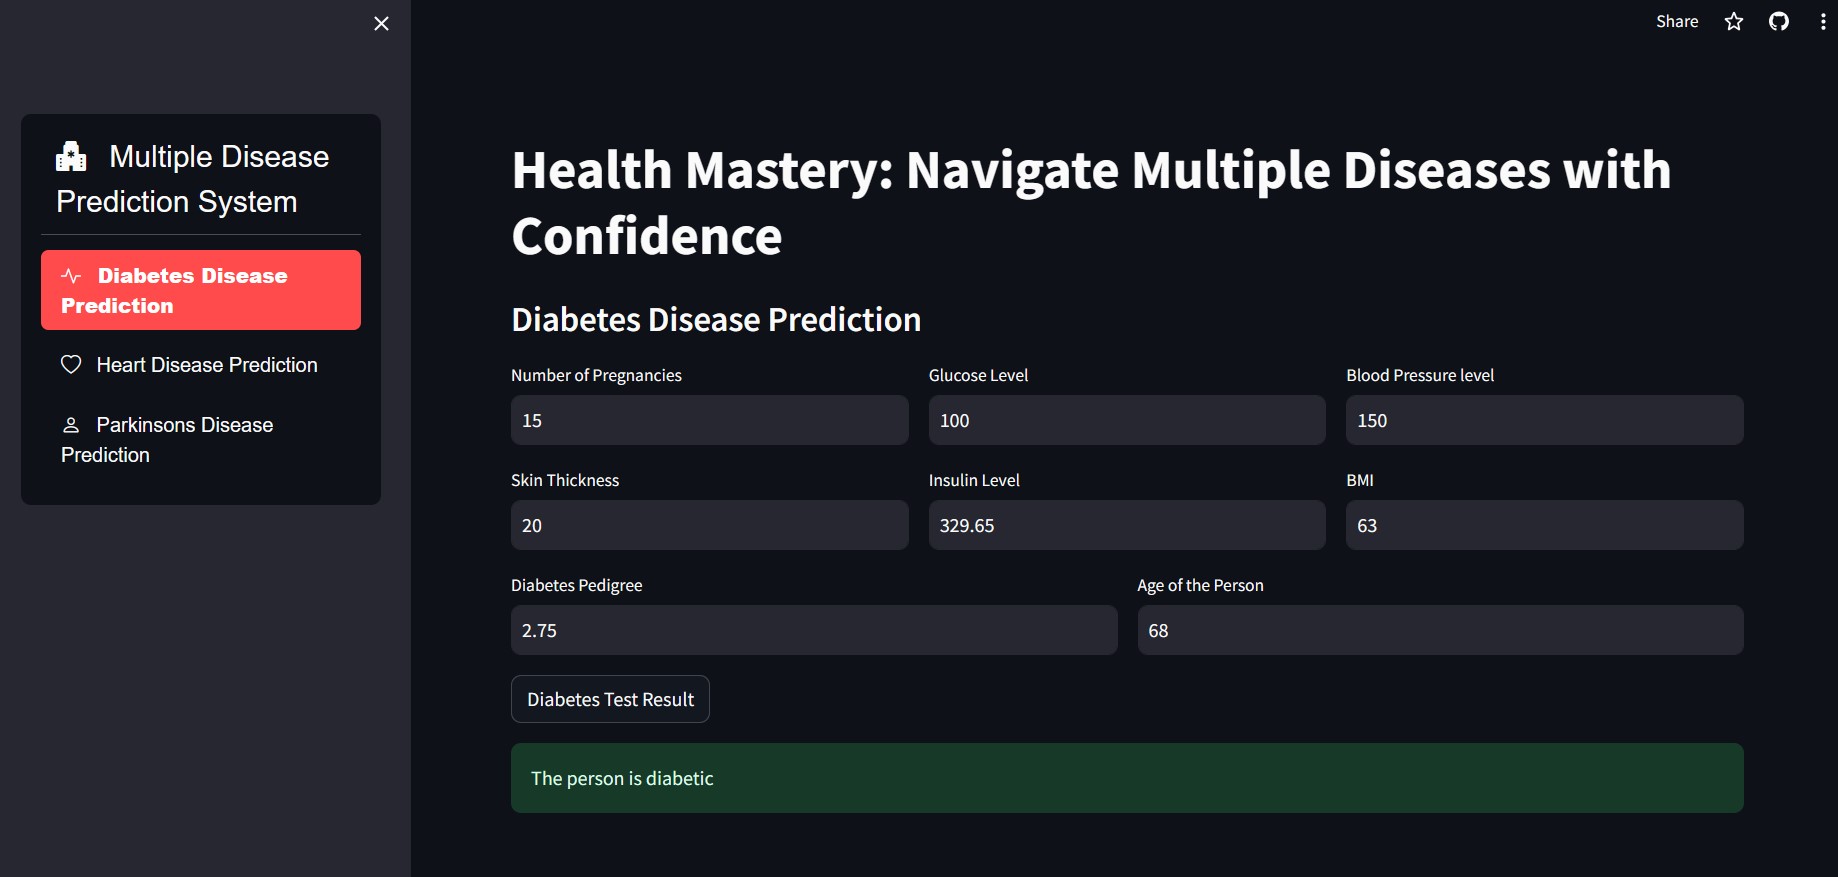 Share
Multiple Disease
Prediction System
Diabetes Disease
Prediction
Heart Disease Prediction
Parkinsons Disease
Prediction
Health Mastery: Navigate Multiple Diseases with
Confidence
Diabetes Disease Prediction
Number of Pregnancies
15
Glucose Level
100
Blood Pressure level
150
Skin Thickness
20
Insulin Level
329.65
BMI
63
Diabetes Pedigree
2.75
Age of the Person
68
Diabetes Test Result
The person is diabetic